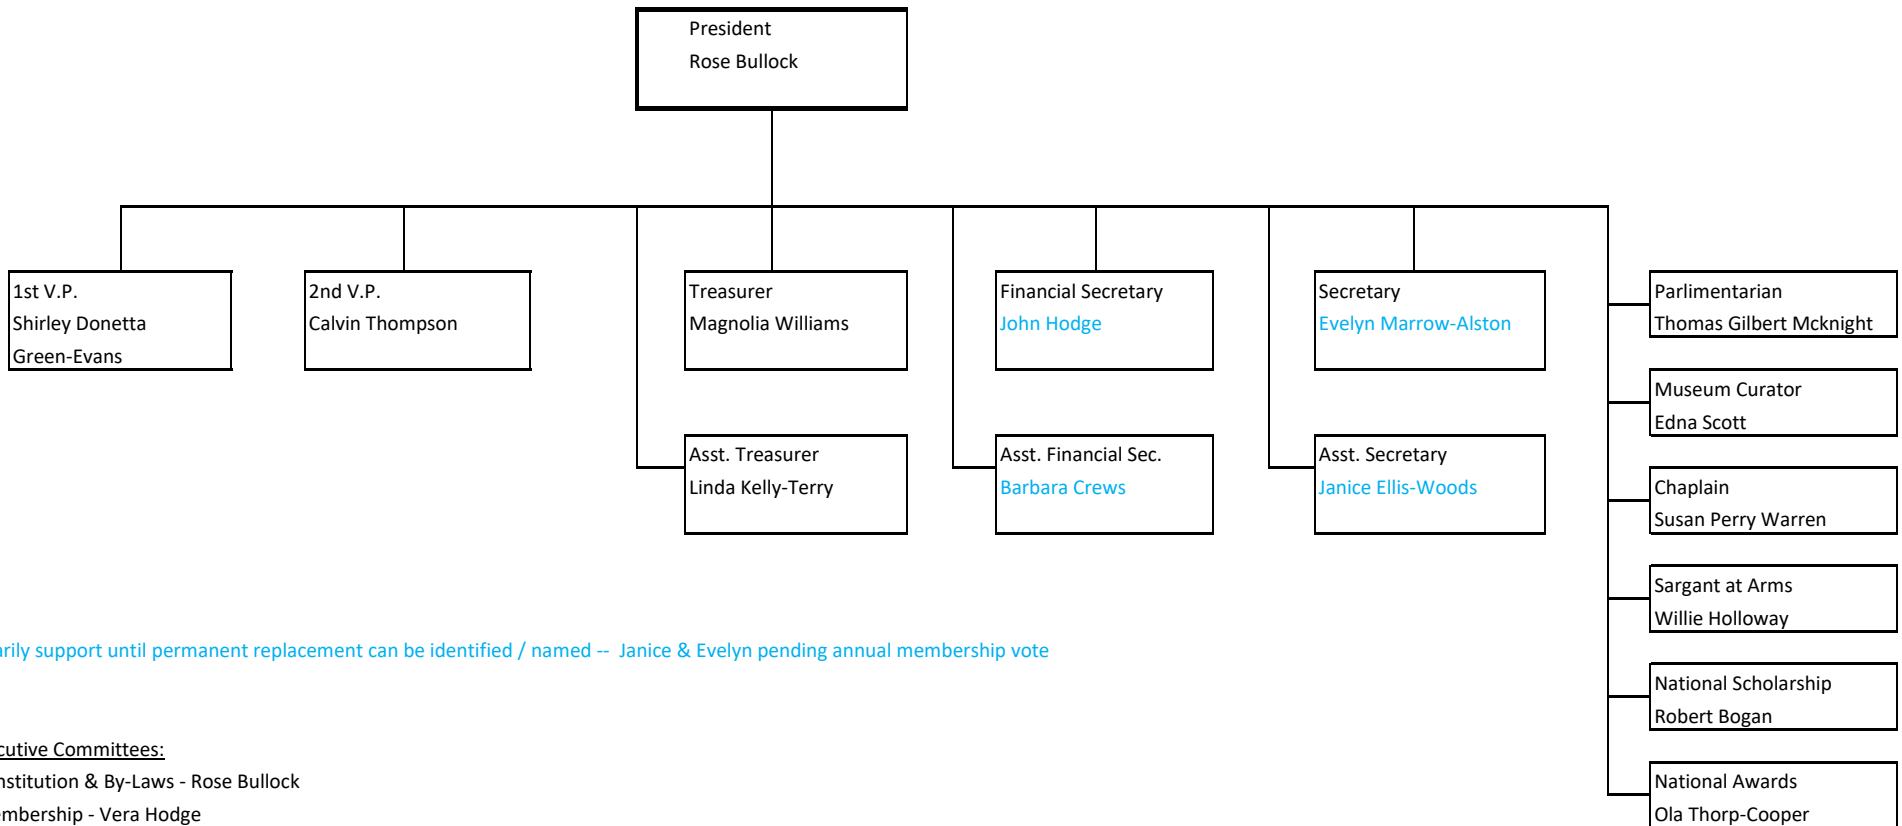 President
Rose Bullock
1st V.P.
Shirley Donetta
Green-Evans
2nd V.P.
Calvin Thompson
Treasurer
Magnolia Williams
Financial Secretary
John Hodge
Secretary
Evelyn Marrow-Alston
Asst. Treasurer
Linda Kelly-Terry
Asst. Financial Sec.
Barbara Crews
Asst. Secretary
Janice Ellis-Woods
Parlimentarian
Thomas Gilbert Mcknight
Museum Curator
Edna Scott
Chaplain
Susan Perry Warren
Sargant at Arms
Willie Holloway
National Scholarship
Robert Bogan
National Awards
Ola Thorp-Cooper
support until permanent replacement can be identified / named -- Janice & Evelyn pending annual membership vote
Committees:
& By-Laws - Rose Bullock
- Vera Hodge